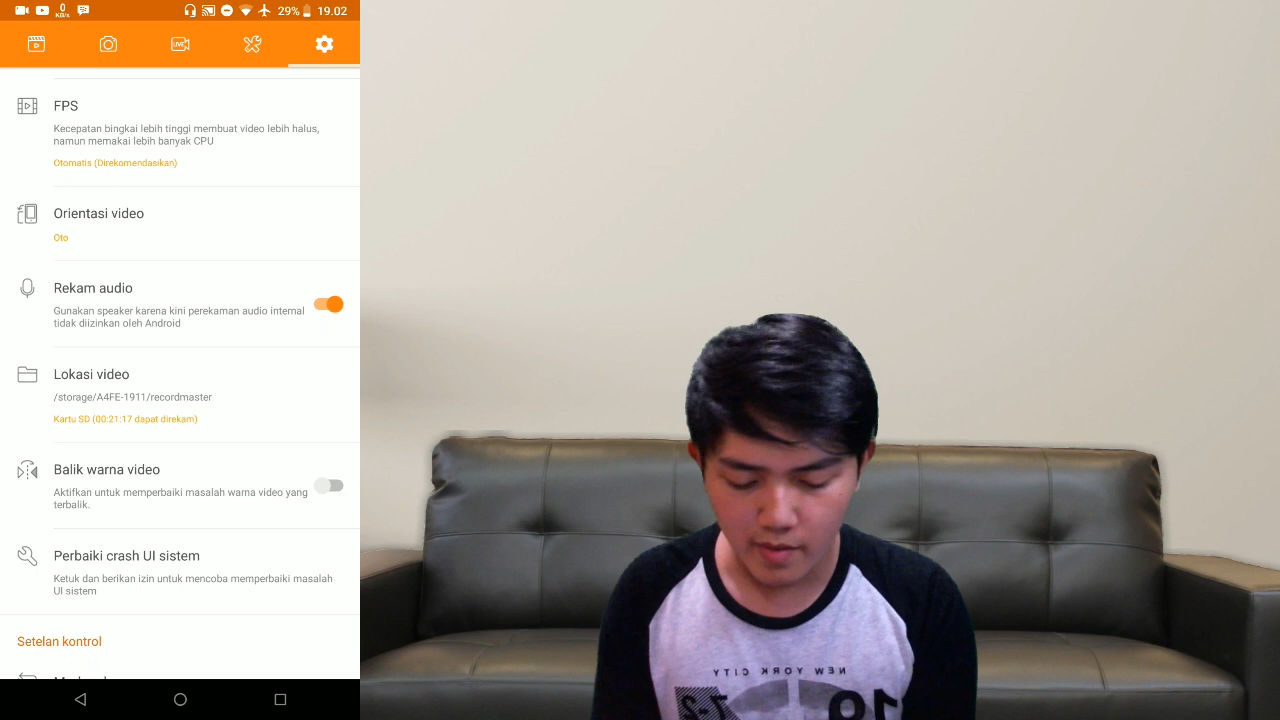 0
KB/s
29%
19.02
LIVE
FPS
Kecepatan bingkai lebih tinggi membuat video lebih halus,
namun memakai lebih banyak CPU
Otomatis (Direkomendasikan)
Orientasi video
Oto
Rekam audio
Gunakan speaker karena kini perekaman audio internal
tidak diizinkan oleh Android
Lokasi video
/storage/A4FE-1911/recordmaster
Kartu SD (00:21:17 dapat direkam)
Balik warna video
Aktifkan untuk memperbaiki masalah warna video yang
terbalik.
Perbaiki crash UI sistem
Ketuk dan berikan izin untuk mencoba memperbaiki masalah
UI sistem
Setelan kontrol
NEW YORK CITY